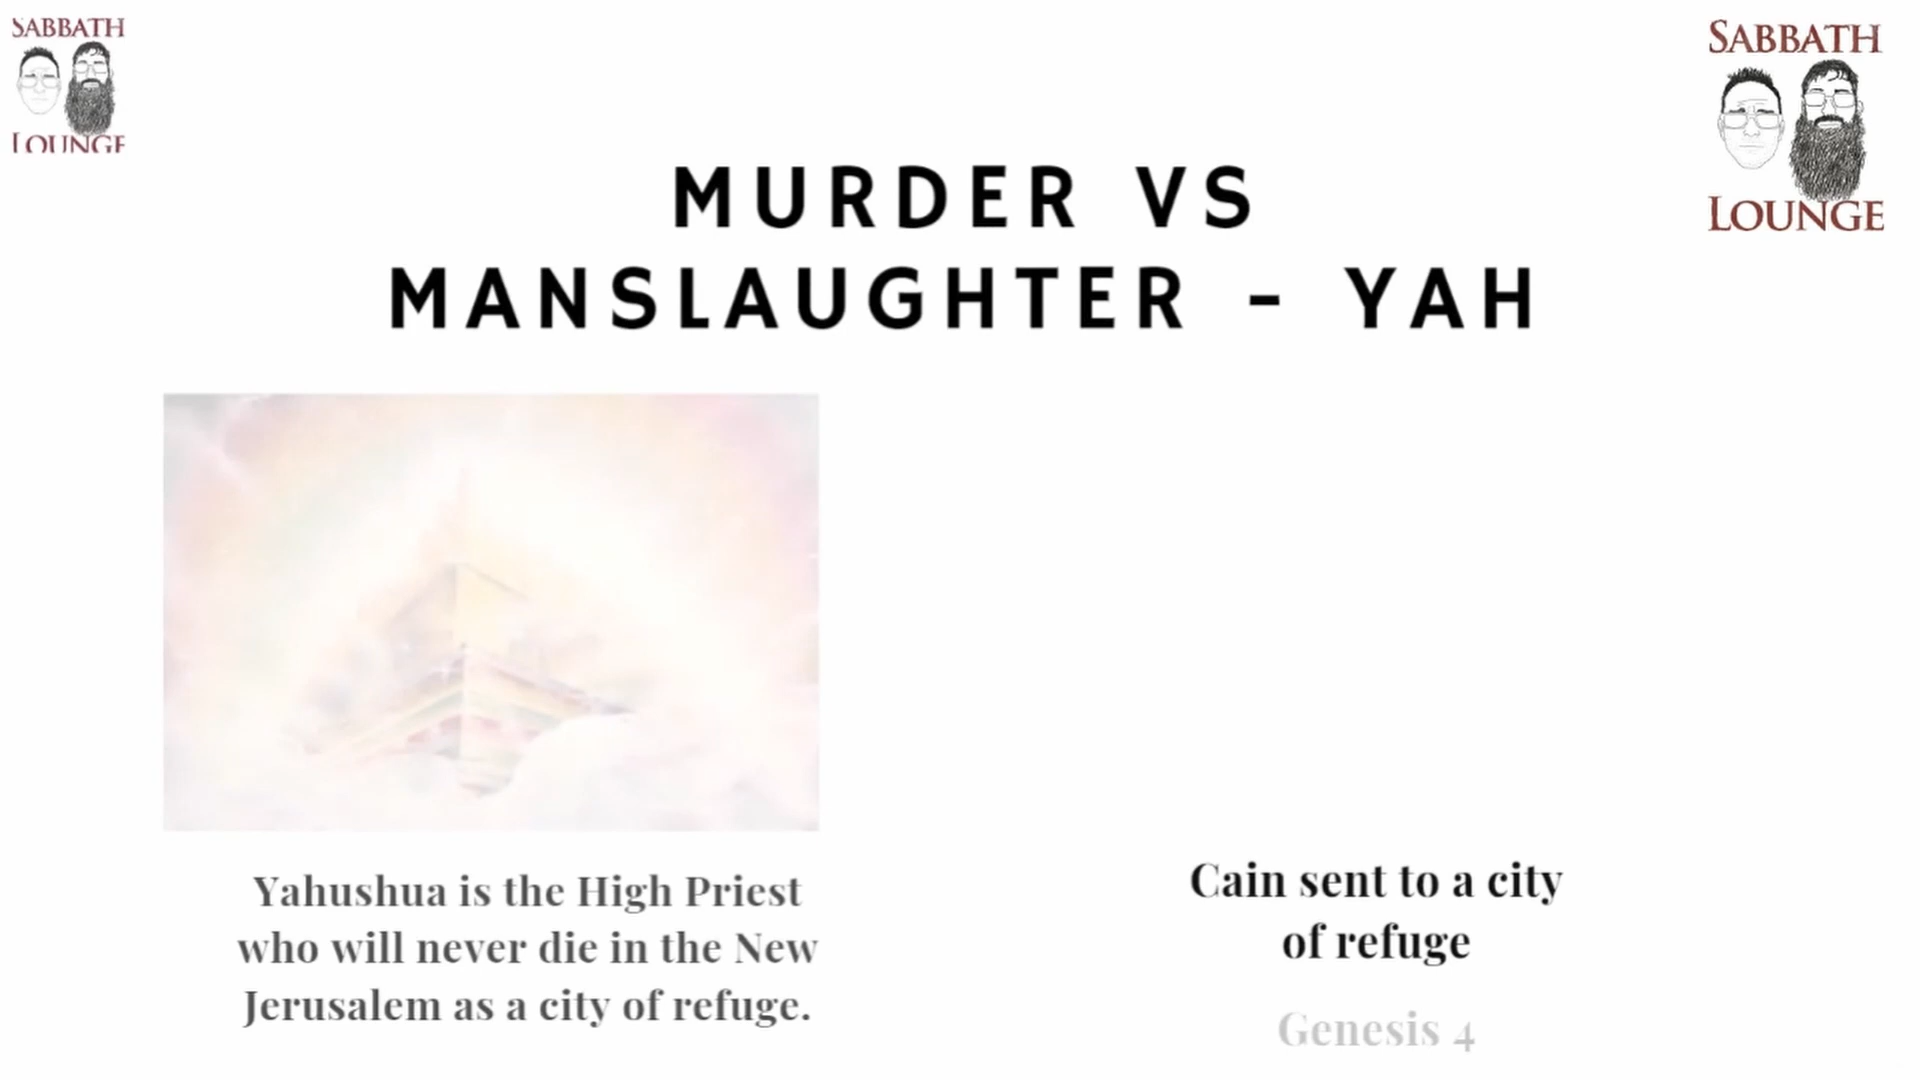 SABBATH
LOUNGE
SABBATH
LOUNGE
MURDER VS
MANSLAUGHTER - YAH
Yahushua is the High Priest
who will never die in the New
Jerusalem as a city of refuge.
Cain sent to a city
of refuge
Genesis 4